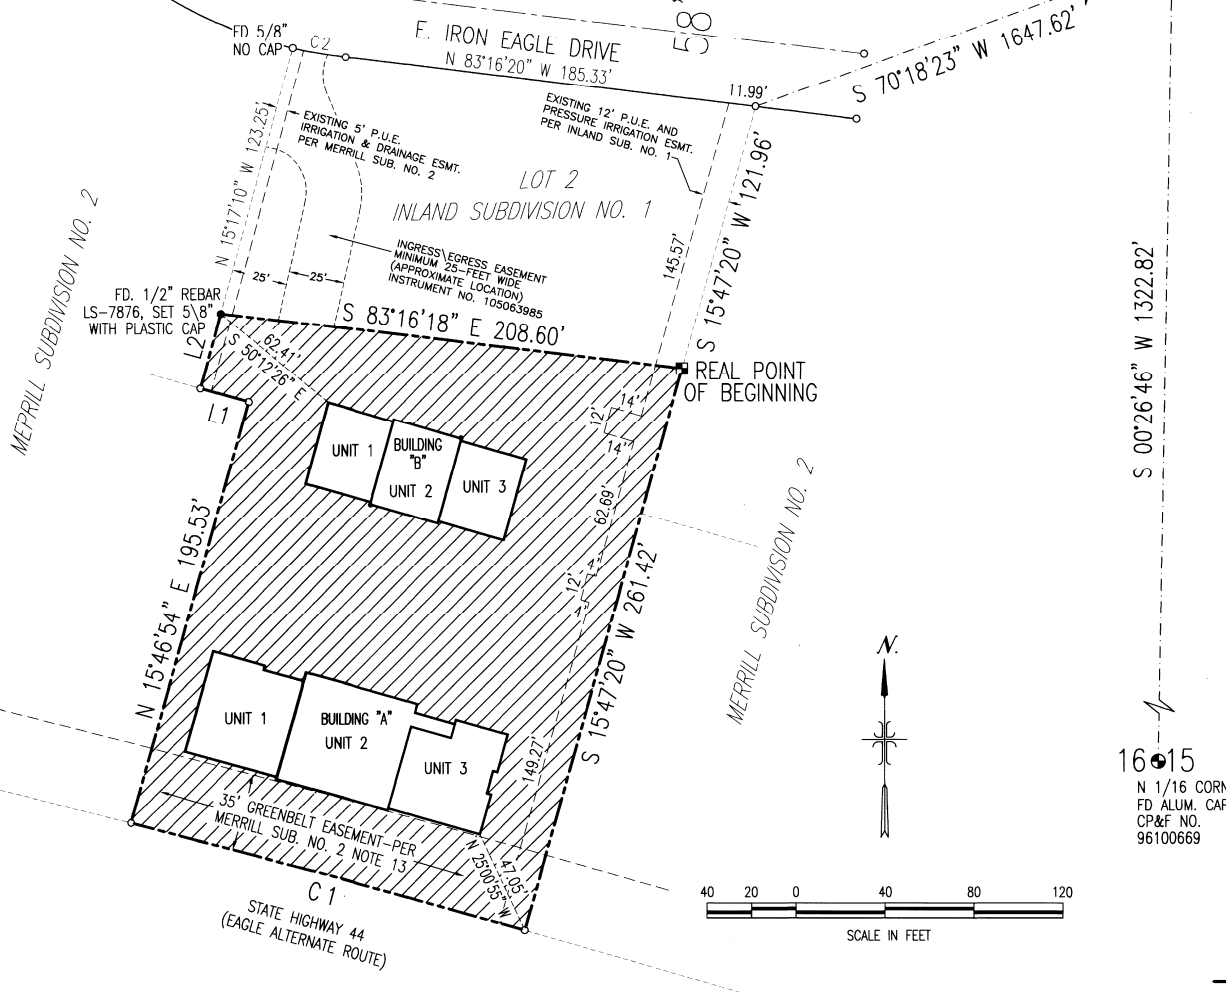 FD 5/8"
NO CAP
C2
E. IRON EAGLE DRIVE
N 83°16'20" W 185.33'
58'
11.99'
S 70°18'23" W 1647.62'
EXISTING 5' P.U.E.
IRRIGATION & DRAINAGE ESMT.
PER MERRILL SUB. NO. 2
EXISTING 12' P.U.E. AND
PRESSURE IRRIGATION ESMT.
PER INLAND SUB. NO. 1
N 15°17'10" W 123.25'
LOT 2
INLAND SUBDIVISION NO. 1
S 15°47'20" W 121.96'
145.57'
MERRILL SUBDIVISION NO. 2
INGRESS\EGRESS EASEMENT
MINIMUM 25-FEET WIDE
(APPROXIMATE LOCATION)
INSTRUMENT NO. 105063985
25'
25'
FD. 1/2" REBAR
LS-7876, SET 5\8"
WITH PLASTIC CAP
S 83°16'18" E 208.60'
S 00°26'46" W 1322.82'
L2
62.41'
S 50°12'26" E
REAL POINT
OF BEGINNING
L1
14'
12'
14'
UNIT 1
BUILDING
"B"
UNIT 2
UNIT 3
62.69'
N 15°46'54" E 195.53'
S 15°47'20" W 261.42'
MERRILL SUBDIVISION NO. 2
4'
12'
4'
N.
UNIT 1
BUILDING "A"
UNIT 2
UNIT 3
149.27'
16 15
N 1/16 CORN
FD ALUM. CAP
CP&F NO.
96100669
35' GREENBELT EASEMENT-PER
MERRILL SUB. NO. 2 NOTE 13
47.05'
N 25°00'55" W
C1
STATE HIGHWAY 44
(EAGLE ALTERNATE ROUTE)
40 20 0 40 80 120
SCALE IN FEET